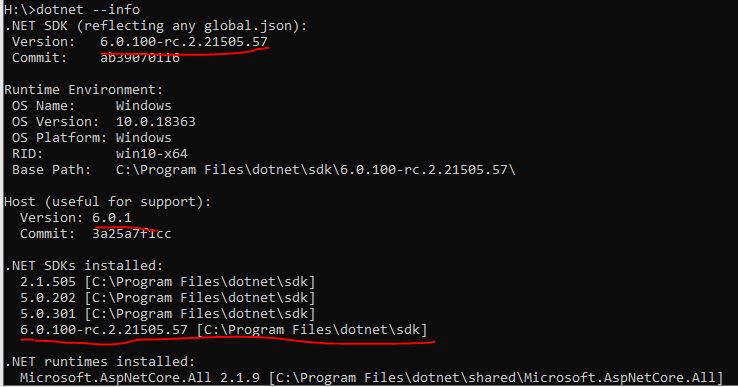 H:\>dotnet --info
.NET SDK (reflecting any global.json):
 Version:   6.0.100-rc.2.21505.57
 Commit:    ab39070116

Runtime Environment:
 OS Name:     Windows
 OS Version:  10.0.18363
 OS Platform: Windows
 RID:         win10-x64
 Base Path:   C:\Program Files\dotnet\sdk\6.0.100-rc.2.21505.57\

Host (useful for support):
  Version: 6.0.1
  Commit:  3a25a7f1cc

.NET SDKs installed:
  2.1.505 [C:\Program Files\dotnet\sdk]
  5.0.202 [C:\Program Files\dotnet\sdk]
  5.0.301 [C:\Program Files\dotnet\sdk]
  6.0.100-rc.2.21505.57 [C:\Program Files\dotnet\sdk]

.NET runtimes installed:
  Microsoft.AspNetCore.All 2.1.9 [C:\Program Files\dotnet\shared\Microsoft.AspNetCore.All]